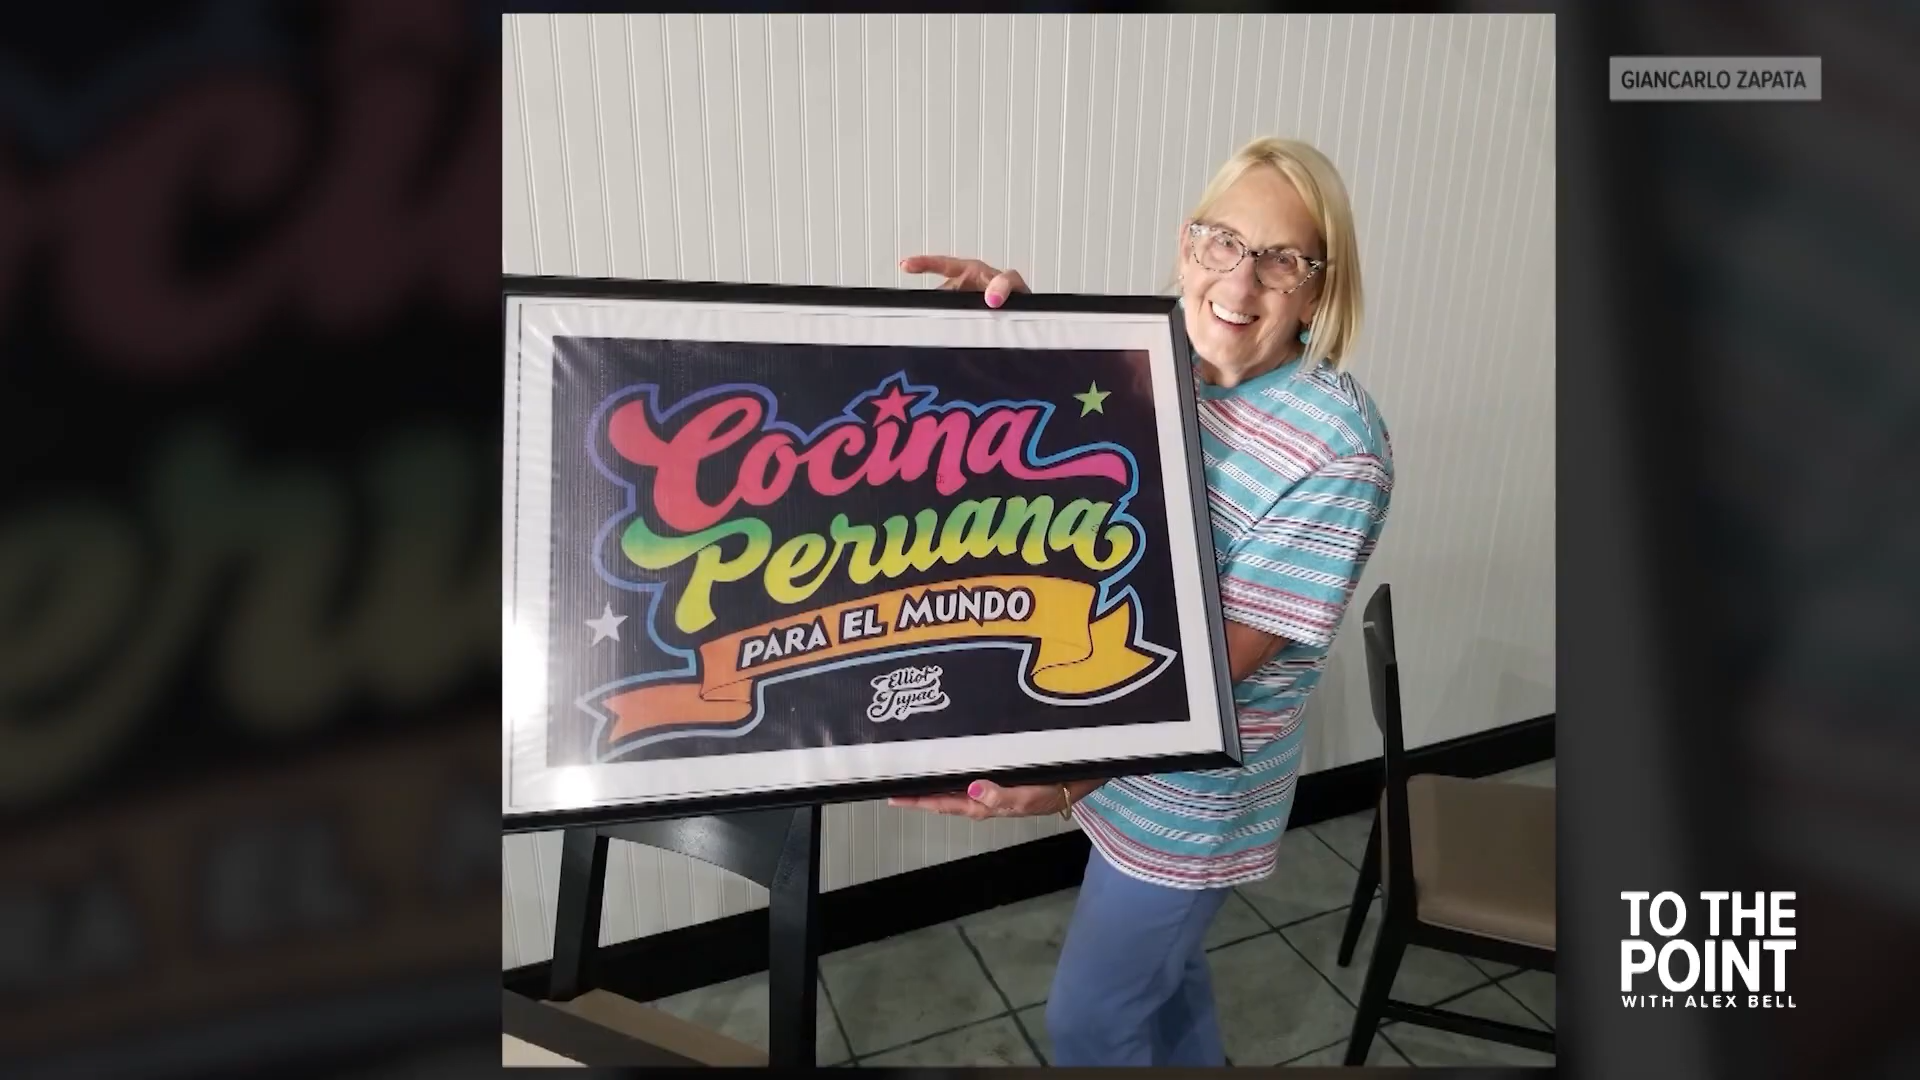 GIANCARLO ZAPATA
Cocina
Peruana
PARA EL MUNDO
Elliot
Tupac
TO THE
POINT
WITH ALEX BELL